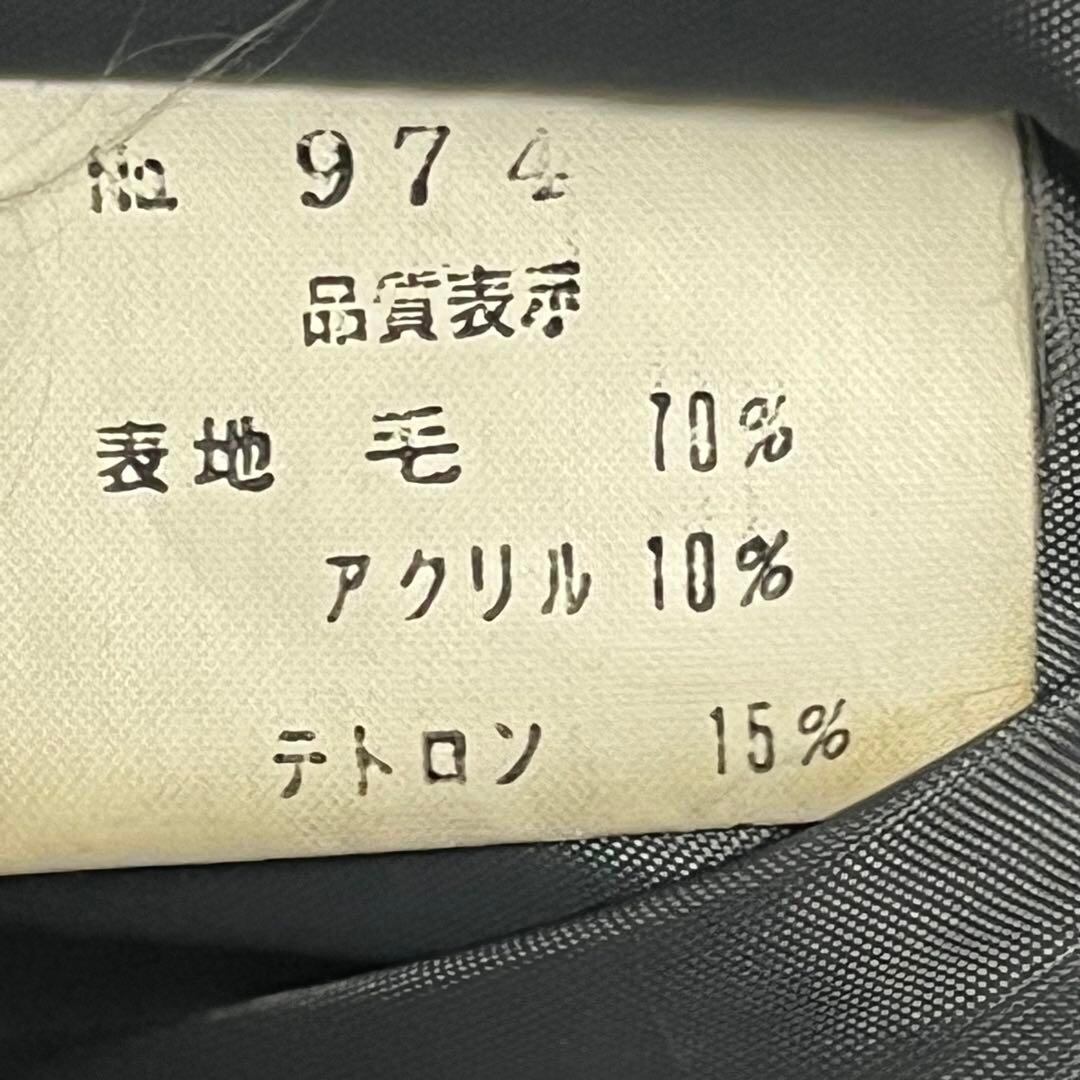 № 974
品質表示
表地 毛 70%
アクリル 10%
テトロン 15%